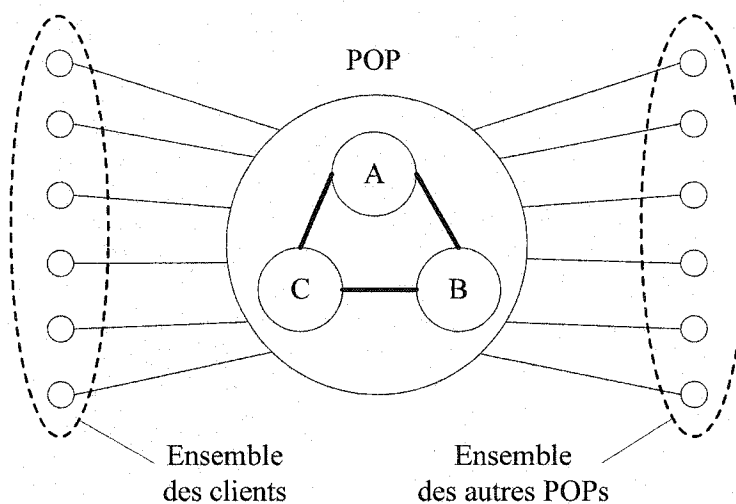 POP
A
C
B
Ensemble
des clients
Ensemble
des autres POPs